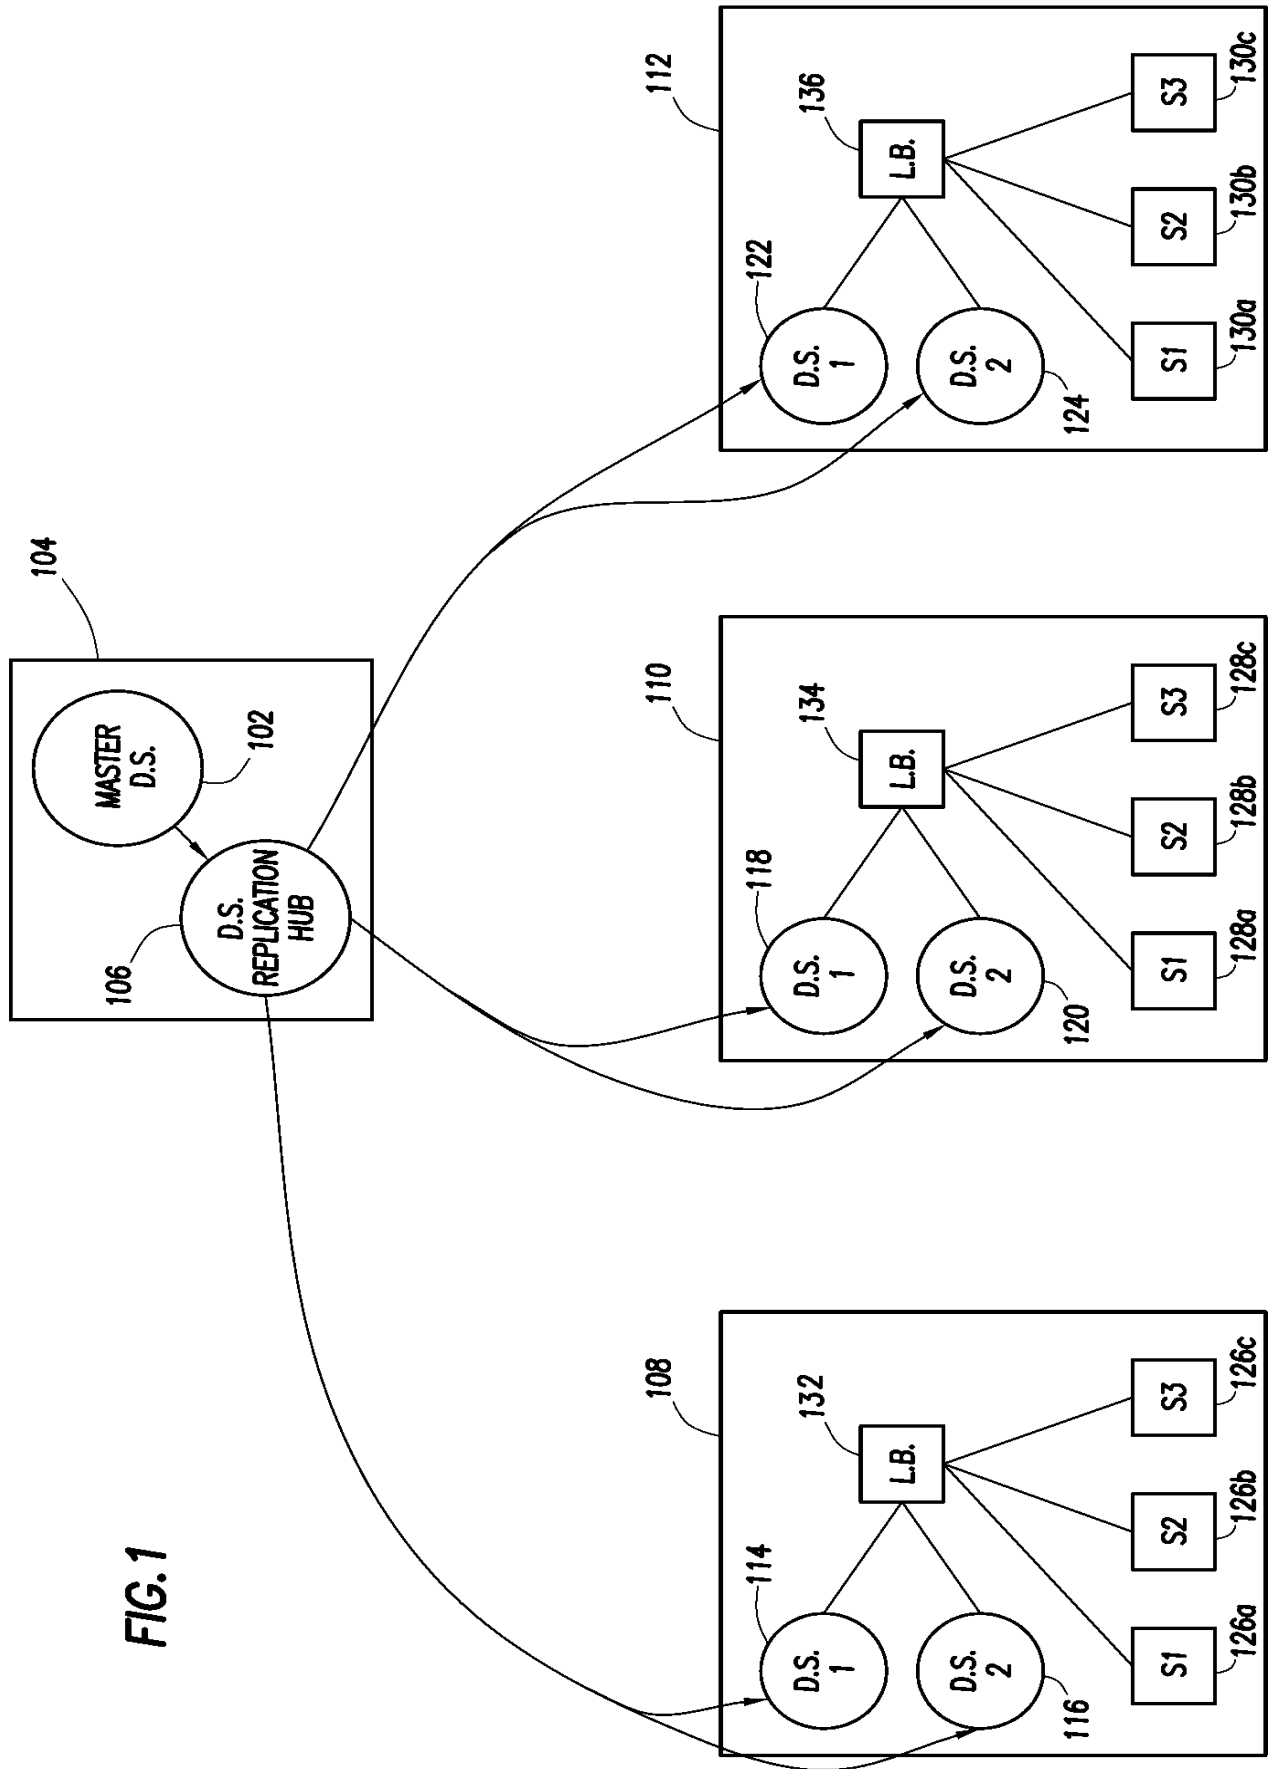 FIG.1
104
MASTER
D.S.
102
106
D.S.
REPLICATION
HUB
108
114
D.S.
1
132
L.B.
D.S.
2
116
S1
S2
S3
126a
126b
126c
110
118
D.S.
1
134
L.B.
D.S.
2
120
S1
S2
S3
128a
128b
128c
112
122
D.S.
1
136
L.B.
D.S.
2
124
S1
S2
S3
130a
130b
130c